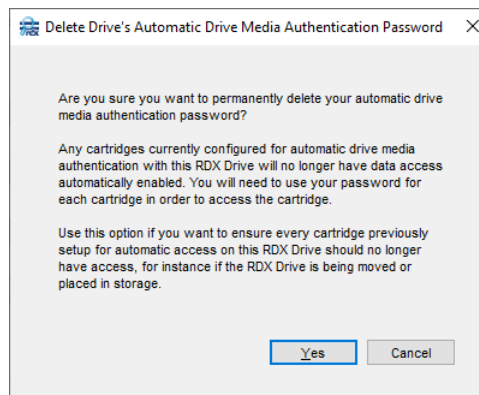 Delete Drive's Automatic Drive Media Authentication Password
Are you sure you want to permanently delete your automatic drive
media authentication password?
Any cartridges currently configured for automatic drive media
authentication with this RDX Drive will no longer have data access
automatically enabled. You will need to use your password for
each cartridge in order to access the cartridge.
Use this option if you want to ensure every cartridge previously
setup for automatic access on this RDX Drive should no longer
have access, for instance if the RDX Drive is being moved or
placed in storage.
Yes
Cancel